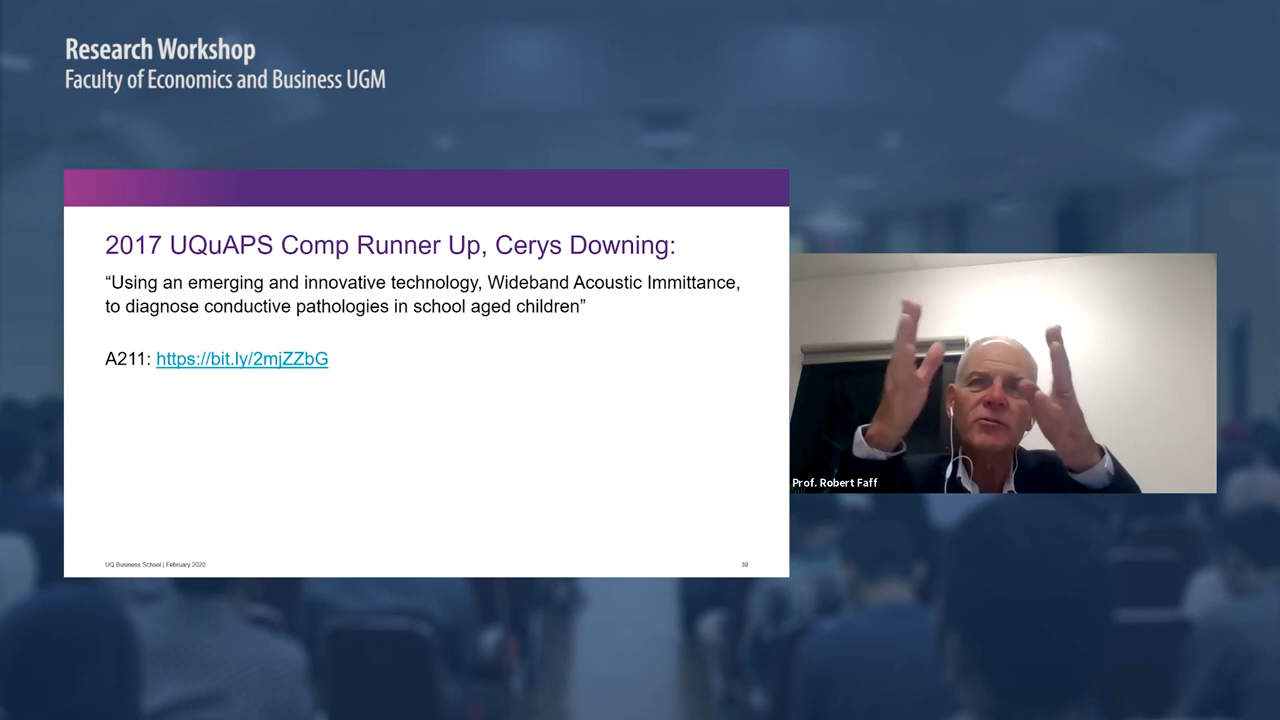 Research Workshop
Faculty of Economics and Business UGM
2017 UQuAPS Comp Runner Up, Cerys Downing:
“Using an emerging and innovative technology, Wideband Acoustic Immittance,
to diagnose conductive pathologies in school aged children”
A211: https://bit.ly/2mjZZbG
UQ Business School | February 2020
39
Prof. Robert Faff